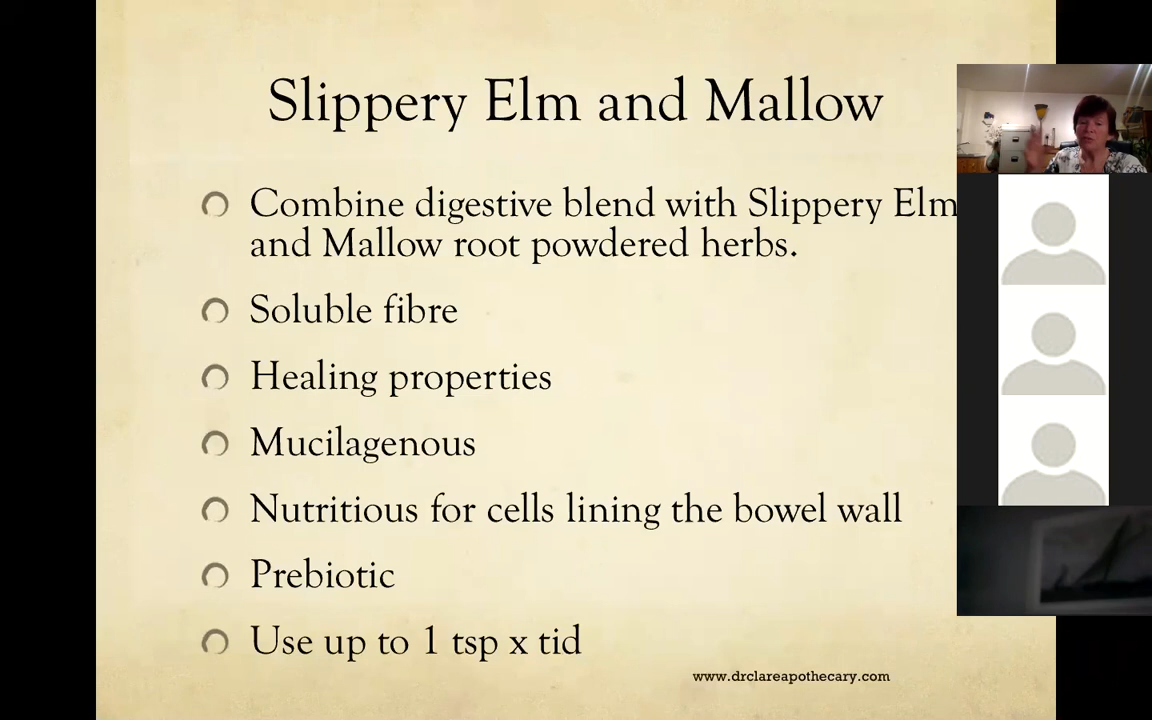 Slippery Elm and Mallow
Combine digestive blend with Slippery Elm
and Mallow root powdered herbs.
Soluble fibre
Healing properties
Mucilagenous
Nutritious for cells lining the bowel wall
Prebiotic
Use up to 1 tsp x tid
www.drclareapothecary.com